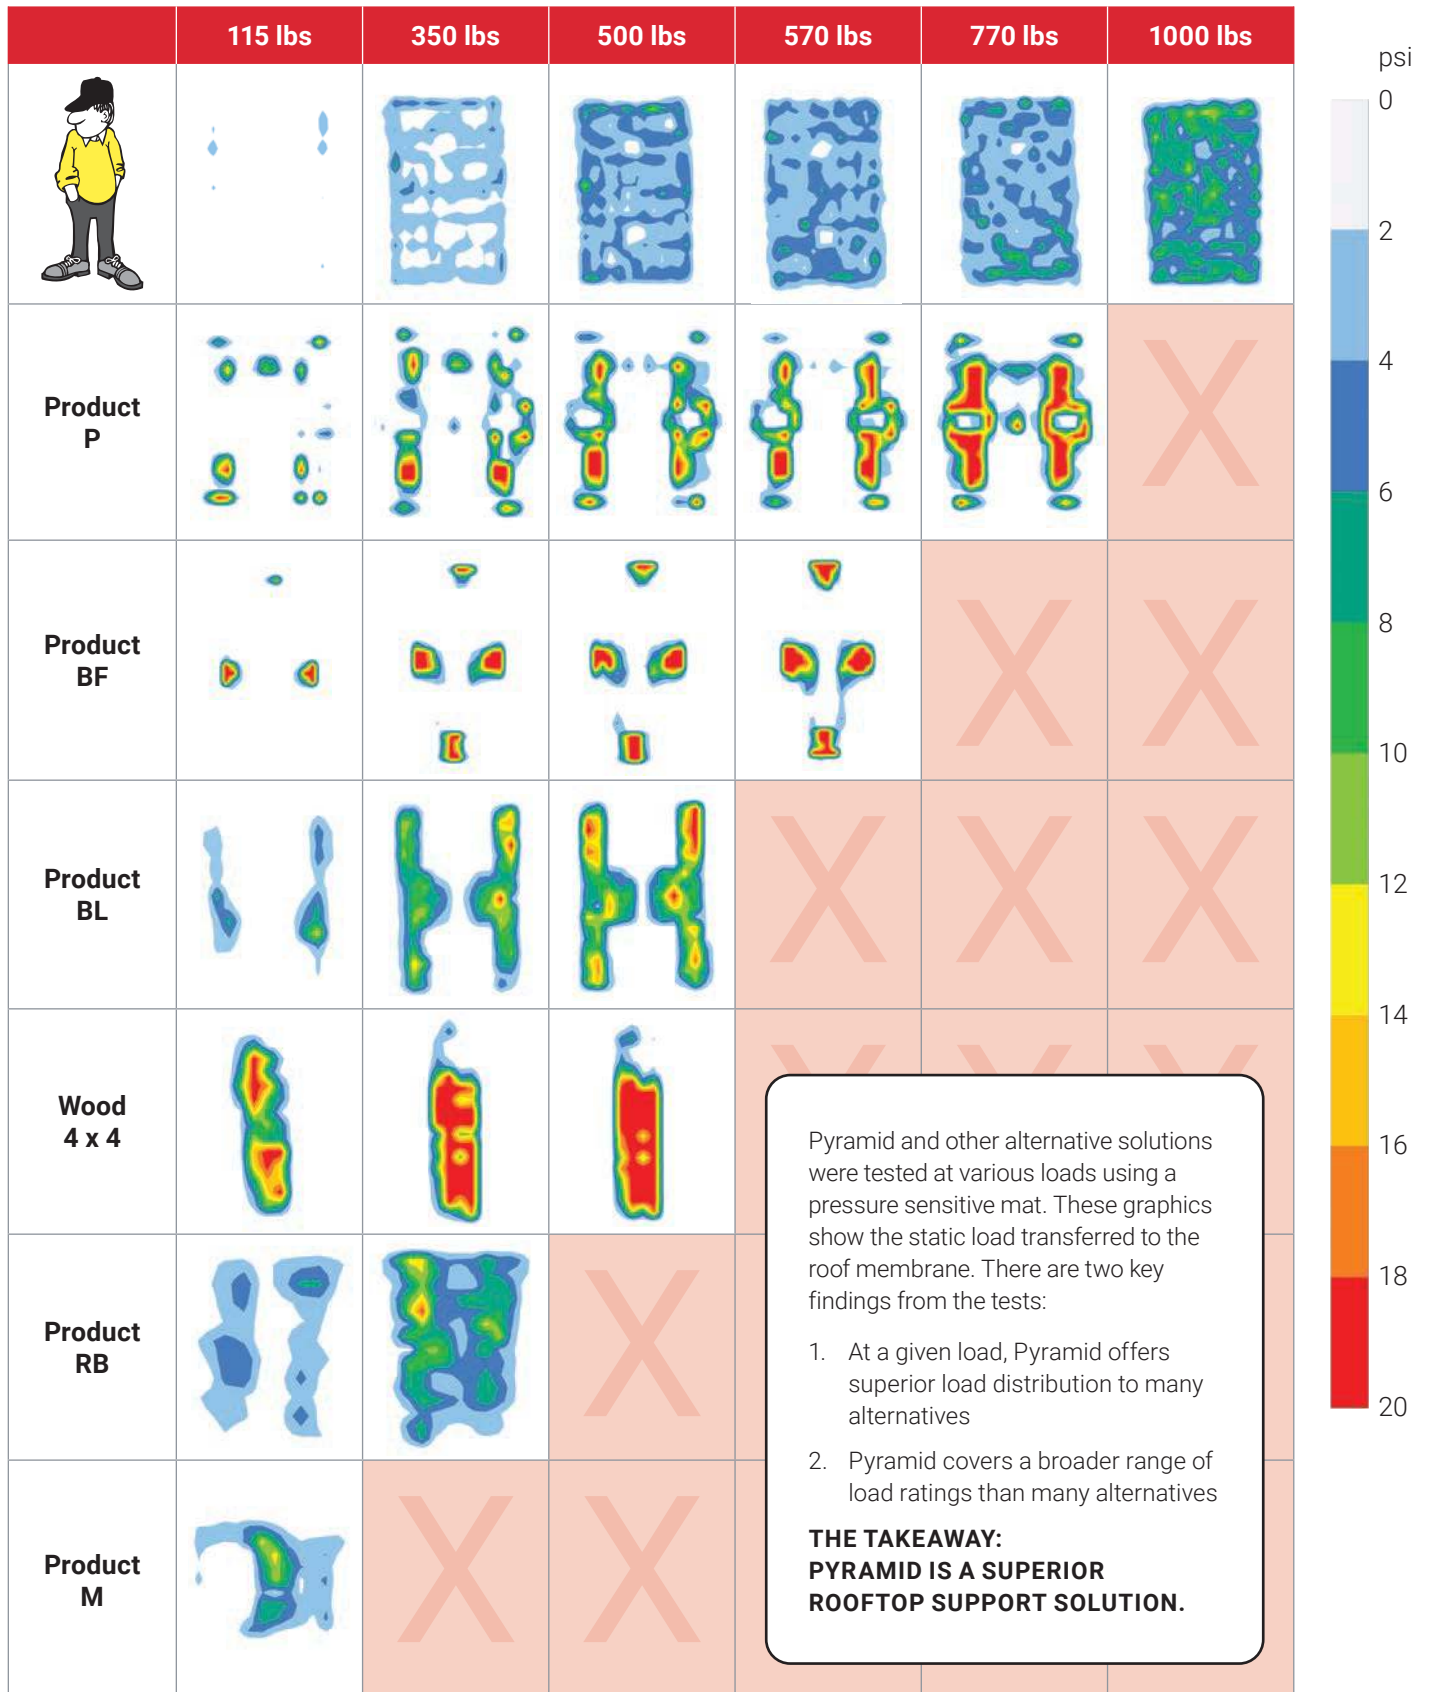 115 lbs
350 lbs
500 lbs
570 lbs
770 lbs
1000 lbs
psi
0
2
4
6
8
10
12
14
16
18
20
Product
P
X
Product
BF
X
X
Product
BL
X
X
X
Wood
4 x 4
X
X
X
Product
RB
X
Product
M
X
X
Pyramid and other alternative solutions
were tested at various loads using a
pressure sensitive mat. These graphics
show the static load transferred to the
roof membrane. There are two key
findings from the tests:
1. At a given load, Pyramid offers
superior load distribution to many
alternatives
2. Pyramid covers a broader range of
load ratings than many alternatives
THE TAKEAWAY:
PYRAMID IS A SUPERIOR
ROOFTOP SUPPORT SOLUTION.